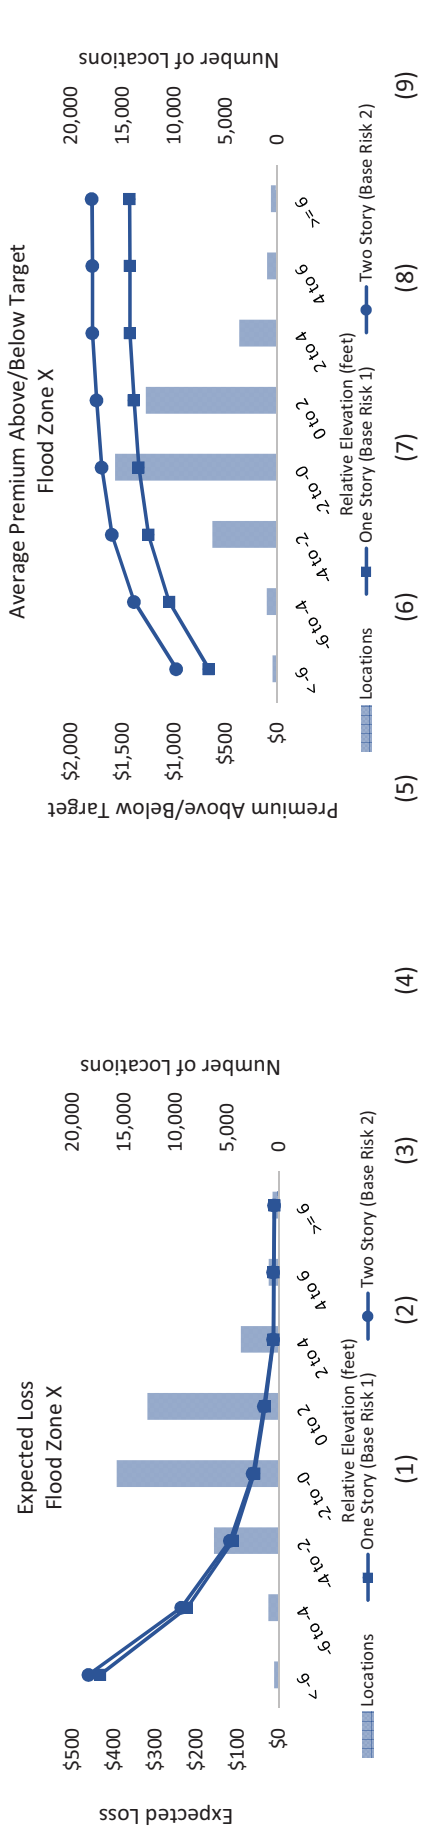 Expected Loss
Flood Zone X
Expected Loss
$500
$400
$300
$200
$100
$0
Number of Locations
20,000
15,000
10,000
5,000
0
<-6
-6 to -4
-4 to -2
-2 to -0
0 to 2
2 to 4
4 to 6
>= 6
Relative Elevation (feet)
Locations
One Story (Base Risk 1)
Two Story (Base Risk 2)
Average Premium Above/Below Target
Flood Zone X
Premium Above/Below Target
$2,000
$1,500
$1,000
$500
$0
Number of Locations
20,000
15,000
10,000
5,000
0
<-6
-6 to -4
-4 to -2
-2 to -0
0 to 2
2 to 4
4 to 6
>= 6
Relative Elevation (feet)
Locations
One Story (Base Risk 1)
Two Story (Base Risk 2)
(1)
(2)
(3)
(4)
(5)
(6)
(7)
(8)
(9)